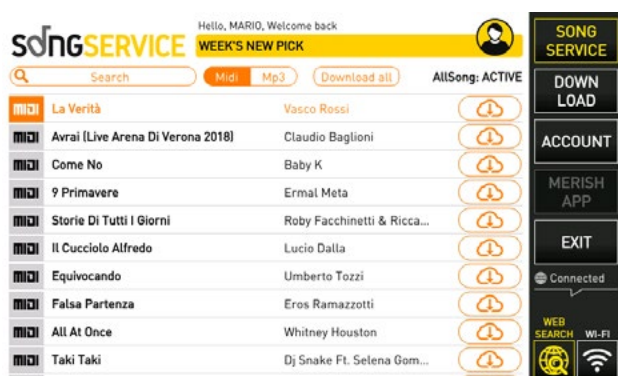 Hello, MARIO, Welcome back
SONGSERVICE
WEEK'S NEW PICK
Search
Midi
Mp3
Download all
AllSong: ACTIVE
MIDI La Verità Vasco Rossi
MIDI Avrai (Live Arena Di Verona 2018) Claudio Baglioni
MIDI Come No Baby K
MIDI 9 Primavere Ermal Meta
MIDI Storie Di Tutti I Giorni Roby Facchinetti & Ricca...
MIDI Il Cucciolo Alfredo Lucio Dalla
MIDI Equivocando Umberto Tozzi
MIDI Falsa Partenza Eros Ramazzotti
MIDI All At Once Whitney Houston
MIDI Taki Taki Dj Snake Ft. Selena Gom...
SONG
SERVICE
DOWN
LOAD
ACCOUNT
MERISH
APP
EXIT
Connected
WEB
SEARCH
WI-FI